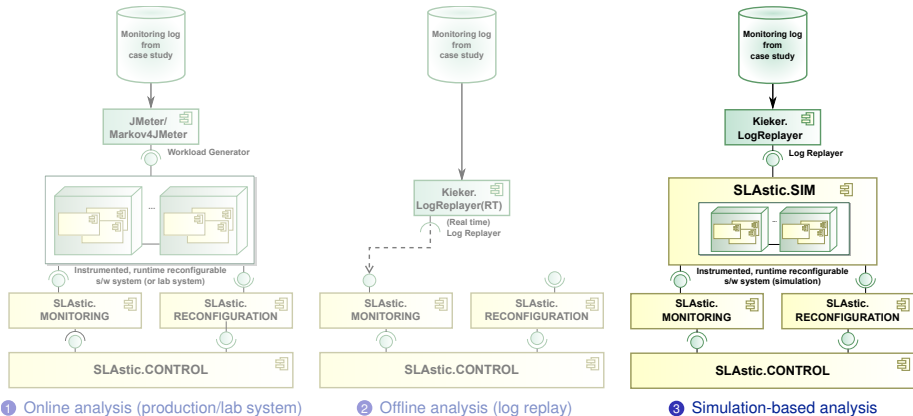 Monitoring log
from
case study
JMeter/
Markov4JMeter
Workload Generator
...
Instrumented, runtime reconfigurable
s/w system (or lab system)
SLAstic.
MONITORING
SLAstic.
RECONFIGURATION
SLAstic.CONTROL
1 Online analysis (production/lab system)
Monitoring log
from
case study
Kieker.
LogReplayer(RT)
(Real time)
Log Replayer
SLAstic.
MONITORING
SLAstic.
RECONFIGURATION
SLAstic.CONTROL
2 Offline analysis (log replay)
Monitoring log
from
case study
Kieker.
LogReplayer
Log Replayer
SLAstic.SIM
...
Instrumented, runtime reconfigurable
s/w system (simulation)
SLAstic.
MONITORING
SLAstic.
RECONFIGURATION
SLAstic.CONTROL
3 Simulation-based analysis